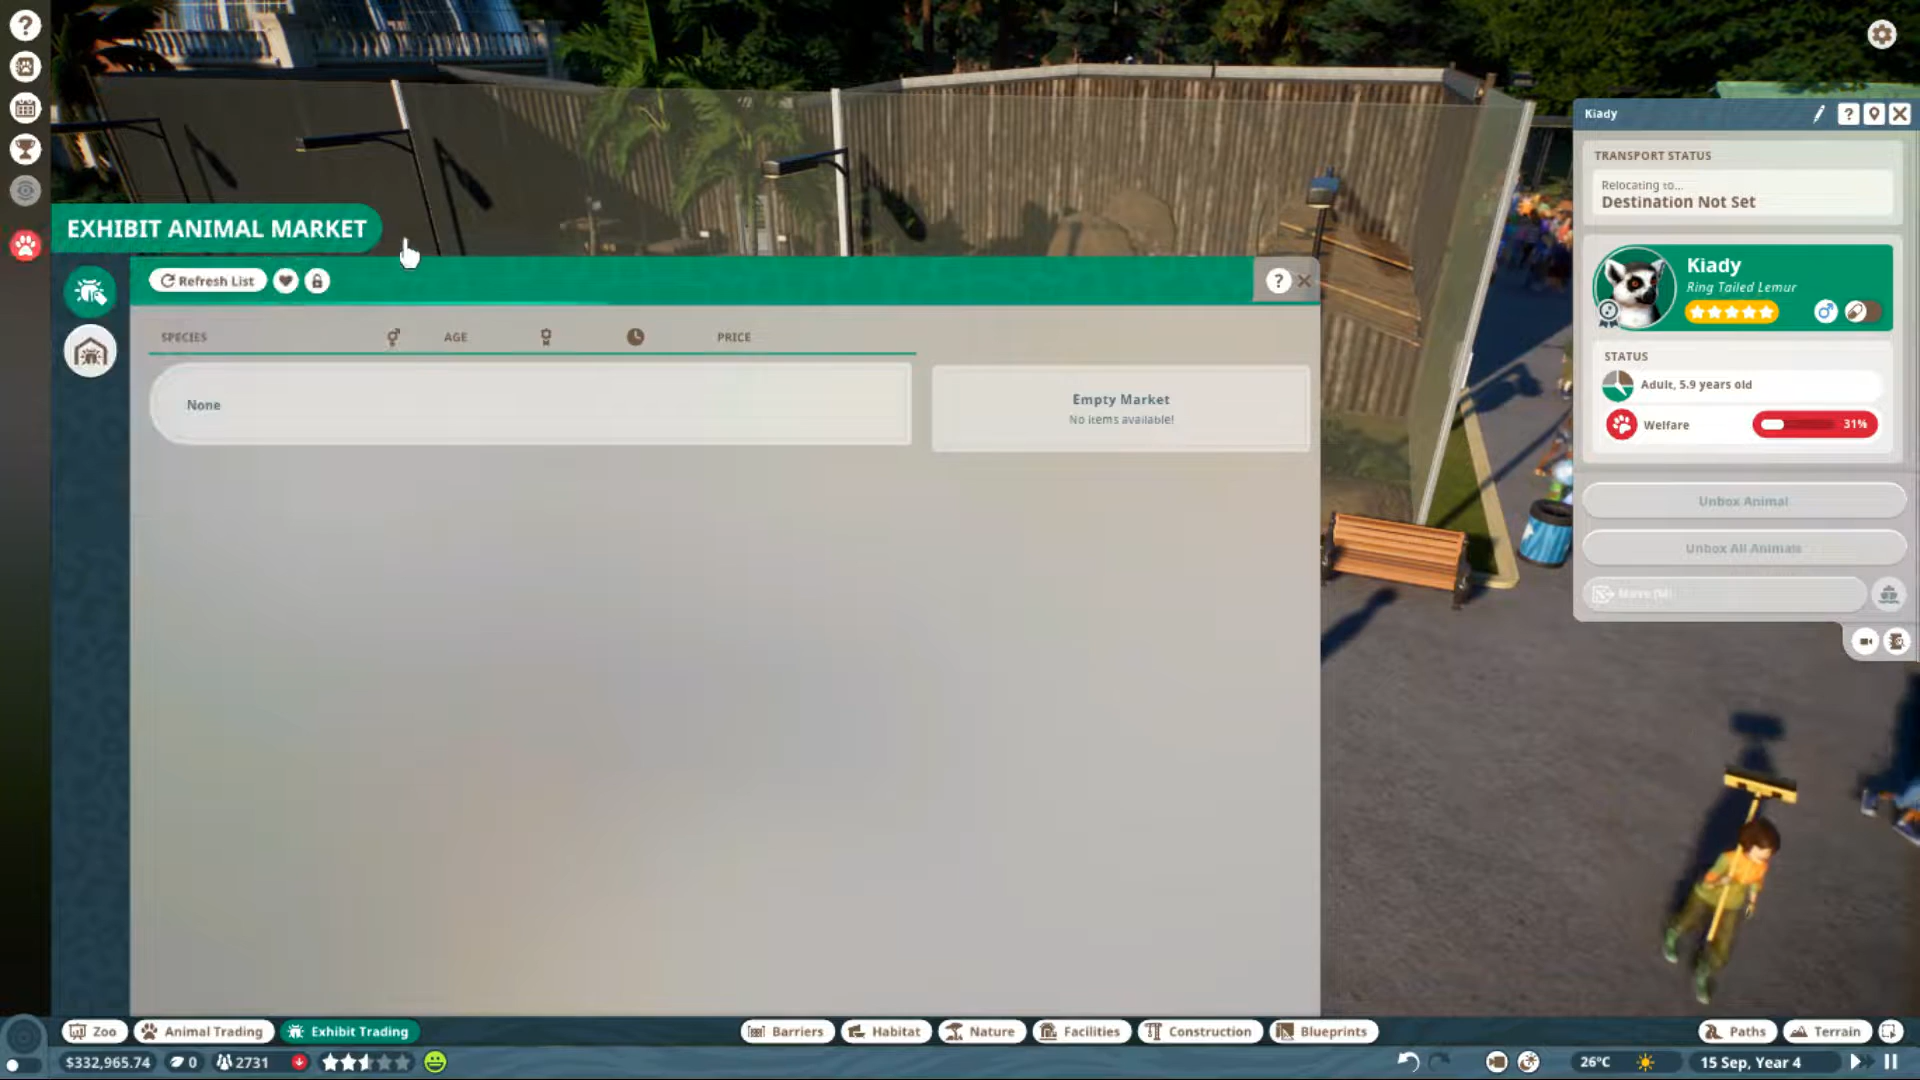 EXHIBIT ANIMAL MARKET
Refresh List
?
SPECIES AGE PRICE
None
Empty Market
No items available!
Kiady
?
TRANSPORT STATUS
Relocating to...
Destination Not Set
Kiady
Ring Tailed Lemur
STATUS
Adult, 5.9 years old
Welfare 31%
Unbox Animal
Unbox All Animals
Move [M]
Zoo Animal Trading Exhibit Trading Barriers Habitat Nature Facilities Construction Blueprints Paths Terrain
$332,965.74 0 2731 26°C 15 Sep, Year 4